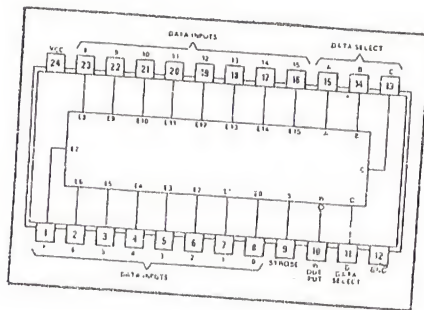 DATA INPUTS DATA SELECT
VCC 8 9 10 11 12 13 14 15 A B C
24 23 22 21 20 19 18 17 16 15 14 13
E8 E9 E10 E11 E12 E13 E14 E15 A B
E7 C
E6 E5 E4 E3 E2 E1 E0 S W D
1 2 3 4 5 6 7 8 9 10 11 12
7 6 5 4 3 2 1 0 STROBE W D GND
DATA INPUTS OUT PUT DATA SELECT